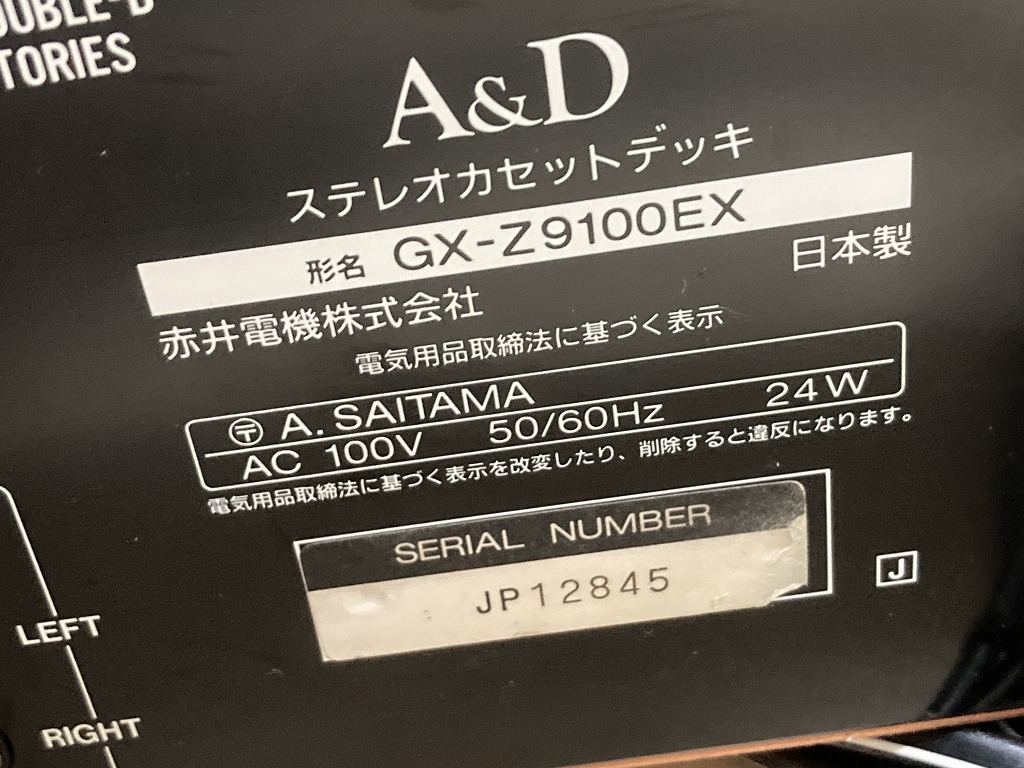 TORIES
A&D
ステレオカセットデッキ
形名 GX-Z9100EX
日本製
赤井電機株式会社
電気用品取締法に基づく表示
〶 A. SAITAMA
AC 100V 50/60Hz 24W
電気用品取締法に基づく表示を改変したり、削除すると違反になります。
SERIAL NUMBER
JP12845
J
LEFT
RIGHT